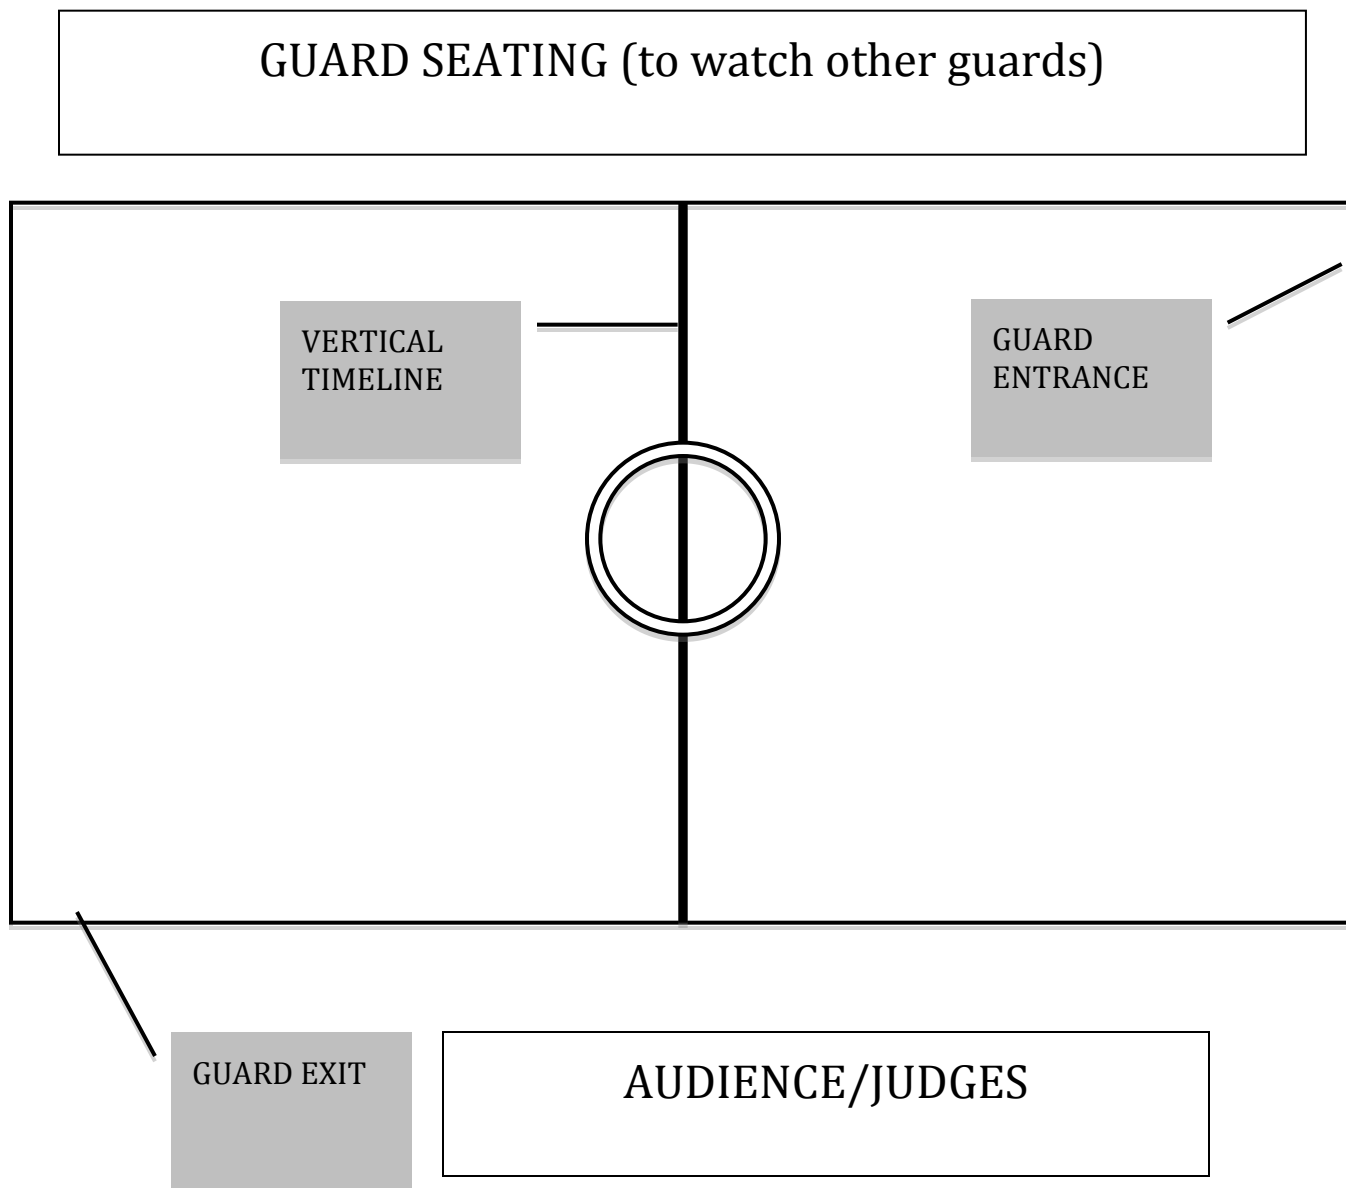 GUARD SEATING (to watch other guards)
VERTICAL
TIMELINE
GUARD
ENTRANCE
GUARD EXIT
AUDIENCE/JUDGES